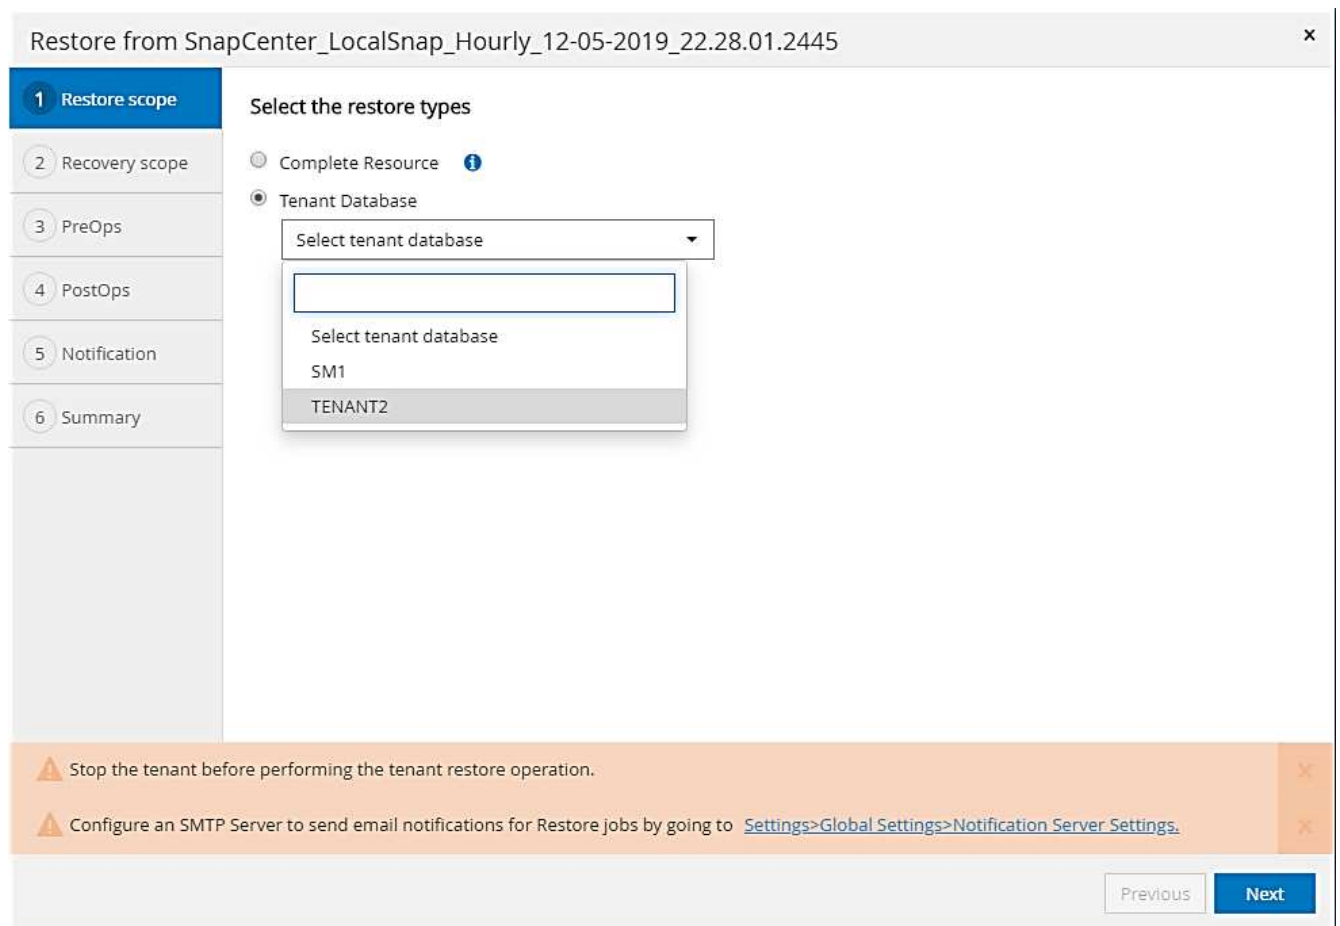 Restore from SnapCenter_LocalSnap_Hourly_12-05-2019_22.28.01.2445
x
1 Restore scope
2 Recovery scope
3 PreOps
4 PostOps
5 Notification
6 Summary
Select the restore types
Complete Resource i
Tenant Database
Select tenant database
Select tenant database
SM1
TENANT2
Stop the tenant before performing the tenant restore operation.
x
Configure an SMTP Server to send email notifications for Restore jobs by going to Settings>Global Settings>Notification Server Settings.
x
Previous
Next